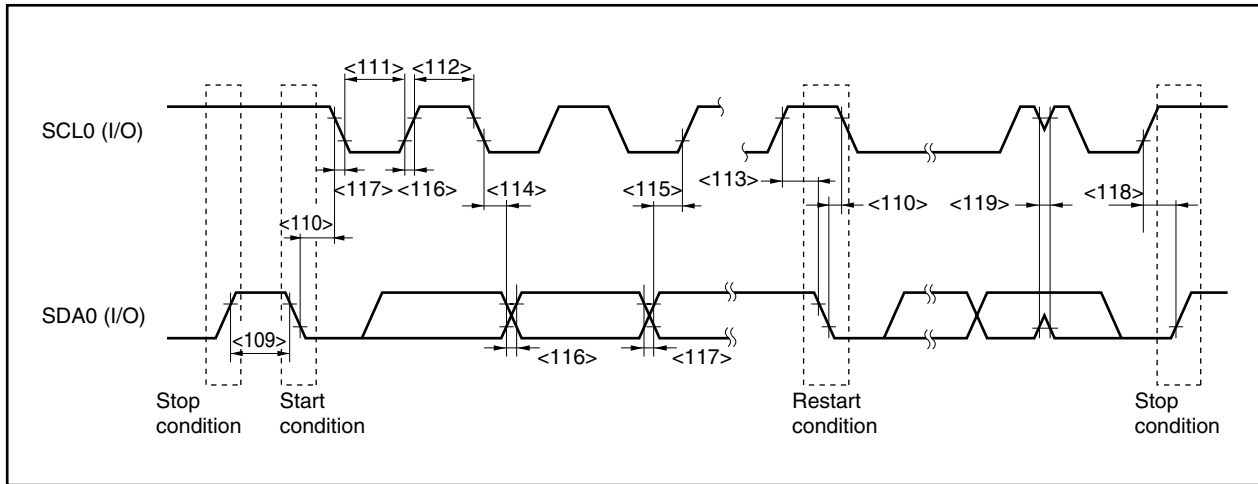 <111> <112>
SCL0 (I/O)
<117> <116> <114> <115> <113> <110> <119> <118>
<110>
SDA0 (I/O)
<109> <116> <117>
Stop condition
Start condition
Restart condition
Stop condition